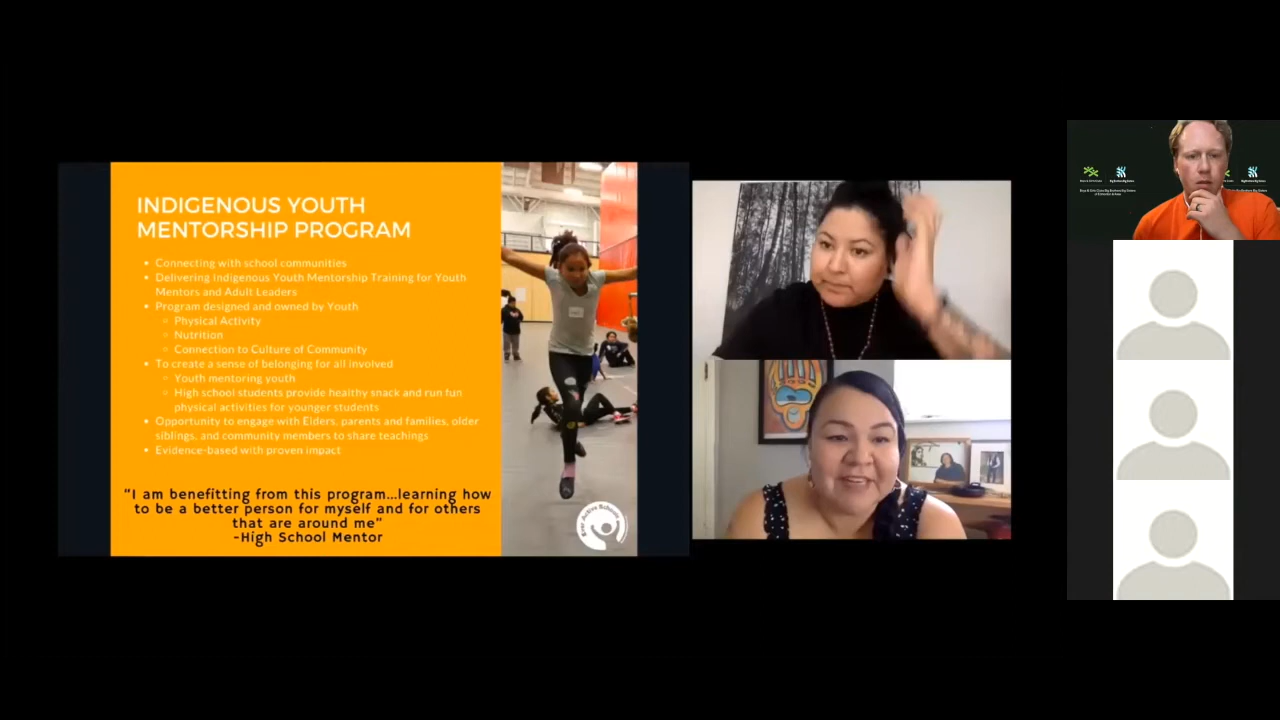 INDIGENOUS YOUTH
MENTORSHIP PROGRAM
• Connecting with school communities
• Delivering Indigenous Youth Mentorship Training for Youth
Mentors and Adult Leaders
• Program designed and owned by Youth
○ Physical Activity
○ Nutrition
○ Connection to Culture of Community
• To create a sense of belonging for all involved
○ Youth mentoring youth
○ High school students provide healthy snack and run fun
physical activities for younger students
• Opportunity to engage with Elders, parents and families, older
siblings, and community members to share teachings
• Evidence-based with proven impact
"I am benefitting from this program...learning how
to be a better person for myself and for others
that are around me"
-High School Mentor
Ever Active Schools